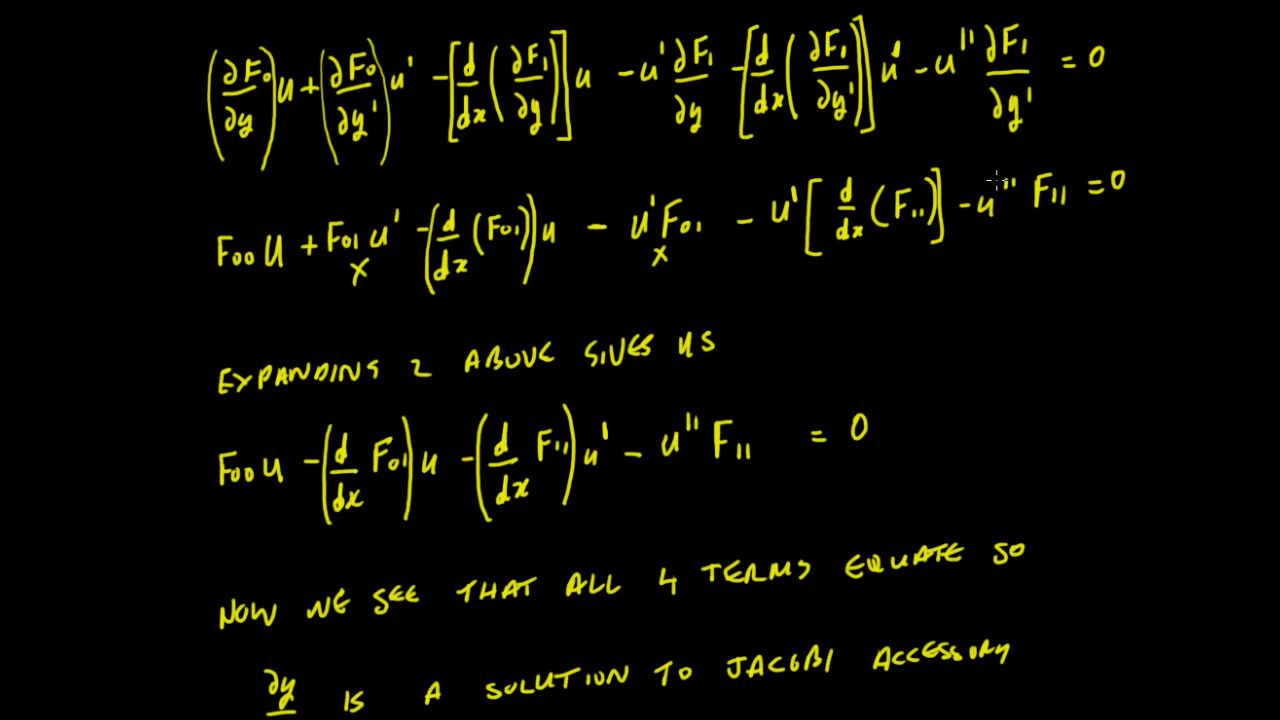 (∂F₀/∂y)u + (∂F₀/∂y')u' - [d/dx(∂F₁/∂y)]u - u'∂F₁/∂y - [d/dx(∂F₁/∂y')]u' - u''∂F₁/∂y' = 0
F₀₀u + F₀₁u' - (d/dx(F₀₁))u - u'F₀₁ - u'[d/dx(F₁₁)] - u''F₁₁ = 0
x x
EXPANDING 2 ABOVE GIVES US
F₀₀u - (d/dx F₀₁)u - (d/dx F₁₁)u' - u''F₁₁ = 0
NOW WE SEE THAT ALL 4 TERMS EQUATE SO
∂y IS A SOLUTION TO JACOBI ACCESSORY